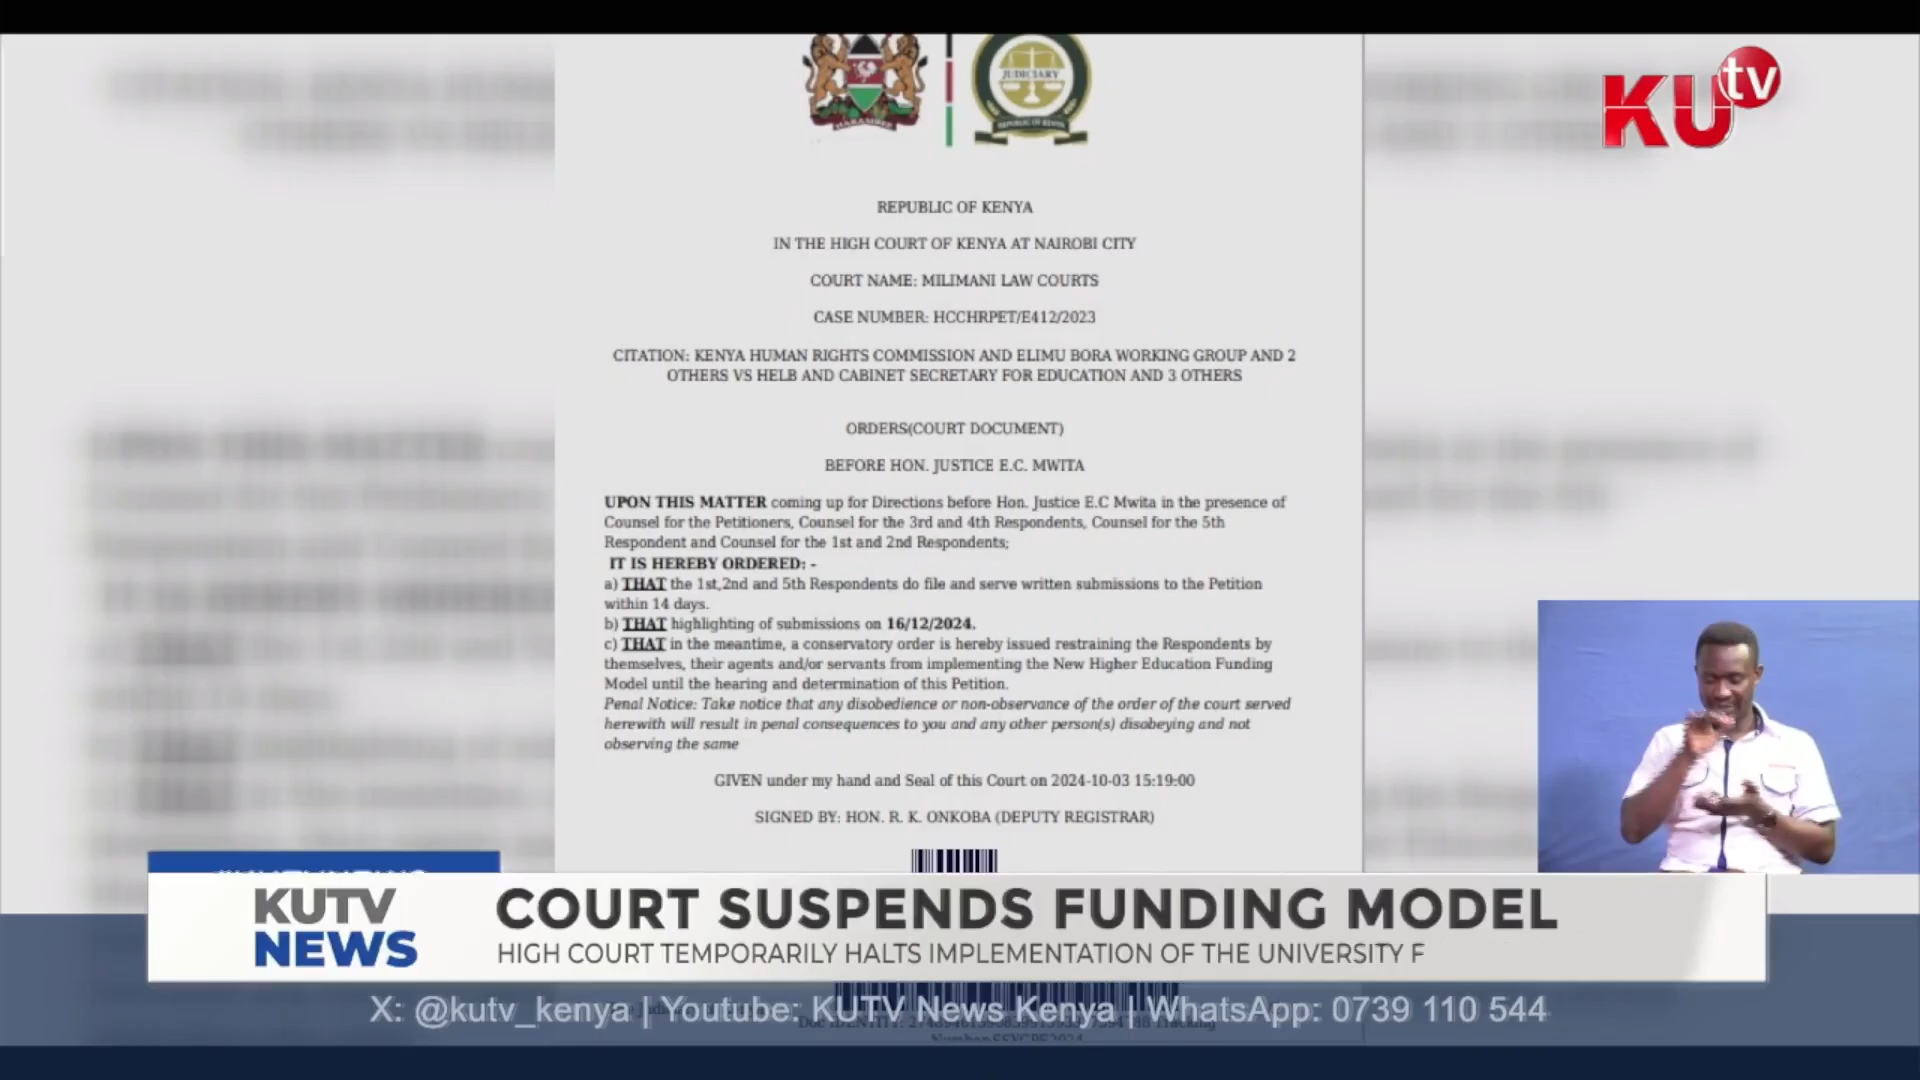 JUDICIARY
REPUBLIC OF KENYA
HARAMBEE
KU tv
REPUBLIC OF KENYA
IN THE HIGH COURT OF KENYA AT NAIROBI CITY
COURT NAME: MILIMANI LAW COURTS
CASE NUMBER: HCCHRPET/E412/2023
CITATION: KENYA HUMAN RIGHTS COMMISSION AND ELIMU BORA WORKING GROUP AND 2
OTHERS VS HELB AND CABINET SECRETARY FOR EDUCATION AND 3 OTHERS
ORDERS(COURT DOCUMENT)
BEFORE HON. JUSTICE E.C. MWITA
UPON THIS MATTER coming up for Directions before Hon. Justice E.C Mwita in the presence of
Counsel for the Petitioners, Counsel for the 3rd and 4th Respondents, Counsel for the 5th
Respondent and Counsel for the 1st and 2nd Respondents;
IT IS HEREBY ORDERED: -
a) THAT the 1st,2nd and 5th Respondents do file and serve written submissions to the Petition
within 14 days.
b) THAT highlighting of submissions on 16/12/2024.
c) THAT in the meantime, a conservatory order is hereby issued restraining the Respondents by
themselves, their agents and/or servants from implementing the New Higher Education Funding
Model until the hearing and determination of this Petition.
Penal Notice: Take notice that any disobedience or non-observance of the order of the court served
herewith will result in penal consequences to you and any other person(s) disobeying and not
observing the same
GIVEN under my hand and Seal of this Court on 2024-10-03 15:19:00
SIGNED BY: HON. R. K. ONKOBA (DEPUTY REGISTRAR)
KUTV
NEWS
COURT SUSPENDS FUNDING MODEL
HIGH COURT TEMPORARILY HALTS IMPLEMENTATION OF THE UNIVERSITY F
X: @kutv_kenya | Youtube: KUTV News Kenya | WhatsApp: 0739 110 544